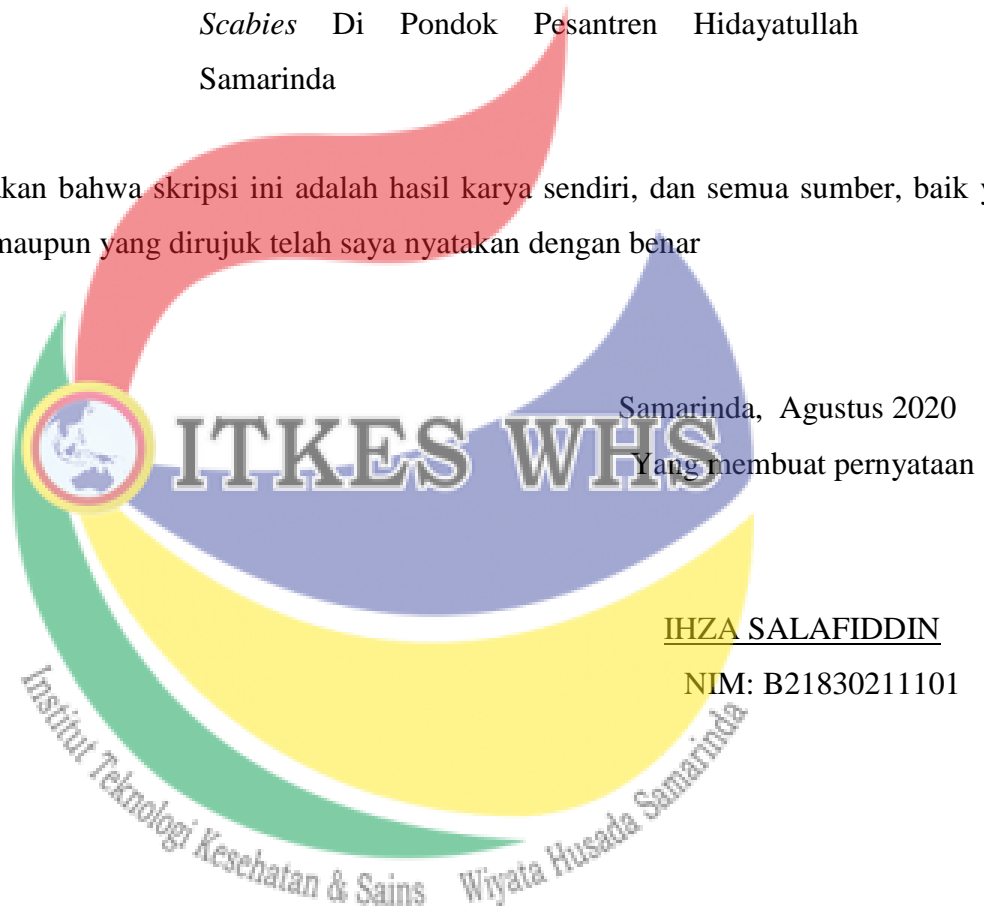 Scabies Di Pondok Pesantren Hidayatullah
Samarinda
kan bahwa skripsi ini adalah hasil karya sendiri, dan semua sumber, baik y
maupun yang dirujuk telah saya nyatakan dengan benar
Samarinda, Agustus 2020
ITKES WHS
Yang membuat pernyataan
IHZA SALAFIDDIN
NIM: B21830211101
Institut Teknologi Kesehatan & Sains Wiyata Husada Samarinda